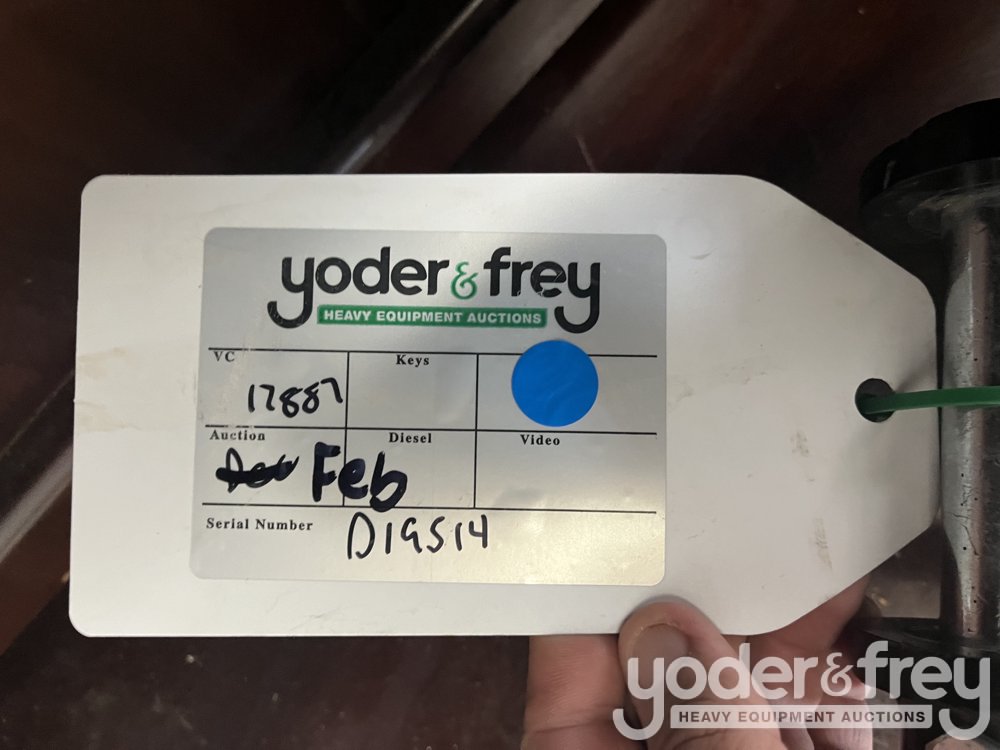 yoder & frey
HEAVY EQUIPMENT AUCTIONS
VC
Keys
17887
Auction
Diesel
Video
Feb
Serial Number
D19514
yoder & frey
HEAVY EQUIPMENT AUCTIONS